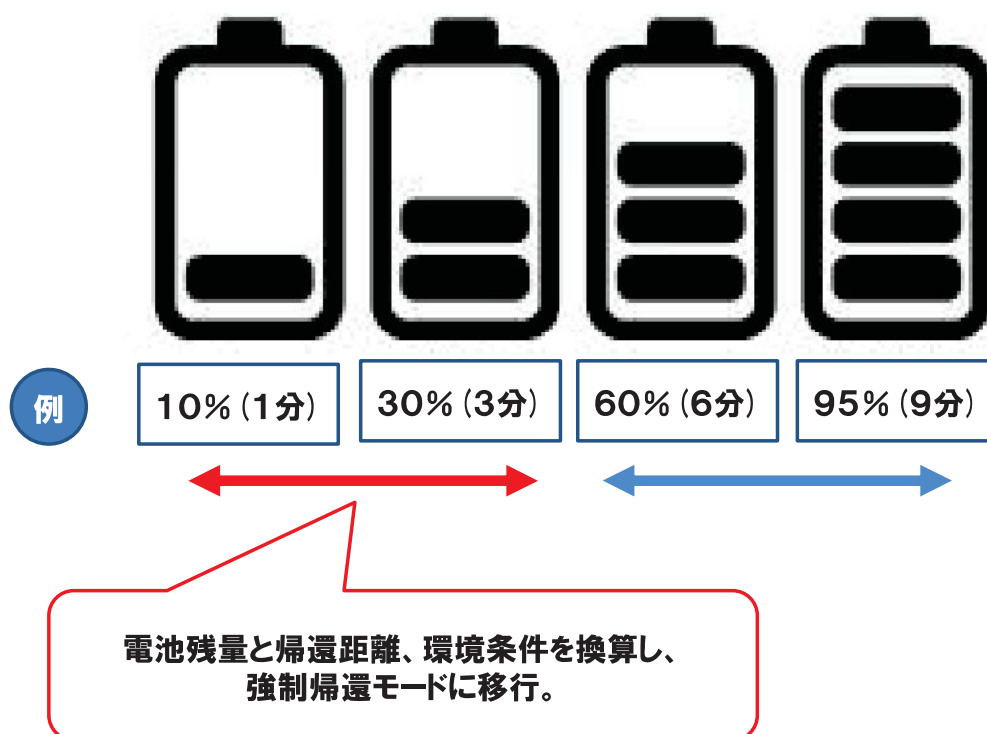 例
10%(1分)
30%(3分)
60%(6分)
95%(9分)
電池残量と帰還距離、環境条件を換算し、
強制帰還モードに移行。